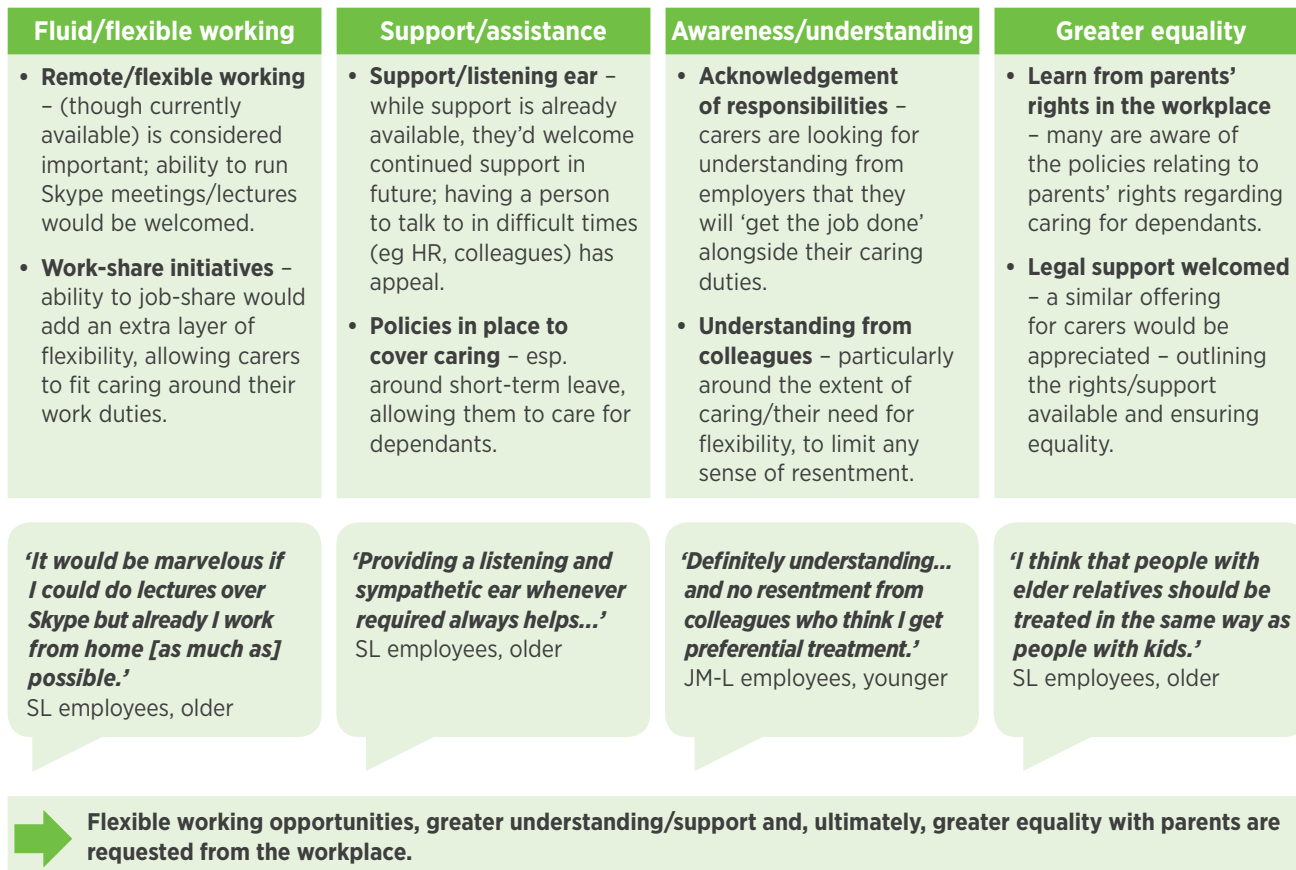 Fluid/flexible working
• Remote/flexible working
– (though currently
available) is considered
important; ability to run
Skype meetings/lectures
would be welcomed.
• Work-share initiatives –
ability to job-share would
add an extra layer of
flexibility, allowing carers
to fit caring around their
work duties.
Support/assistance
• Support/listening ear –
while support is already
available, they’d welcome
continued support in
future; having a person
to talk to in difficult times
(eg HR, colleagues) has
appeal.
• Policies in place to
cover caring – esp.
around short-term leave,
allowing them to care for
dependants.
Awareness/understanding
• Acknowledgement
of responsibilities –
carers are looking for
understanding from
employers that they
will ‘get the job done’
alongside their caring
duties.
• Understanding from
colleagues – particularly
around the extent of
caring/their need for
flexibility, to limit any
sense of resentment.
Greater equality
• Learn from parents’
rights in the workplace
– many are aware of
the policies relating to
parents’ rights regarding
caring for dependants.
• Legal support welcomed
– a similar offering
for carers would be
appreciated – outlining
the rights/support
available and ensuring
equality.
‘It would be marvelous if
I could do lectures over
Skype but already I work
from home [as much as]
possible.’
SL employees, older
‘Providing a listening and
sympathetic ear whenever
required always helps...’
SL employees, older
‘Definitely understanding...
and no resentment from
colleagues who think I get
preferential treatment.’
JM-L employees, younger
‘I think that people with
elder relatives should be
treated in the same way as
people with kids.’
SL employees, older
Flexible working opportunities, greater understanding/support and, ultimately, greater equality with parents are
requested from the workplace.